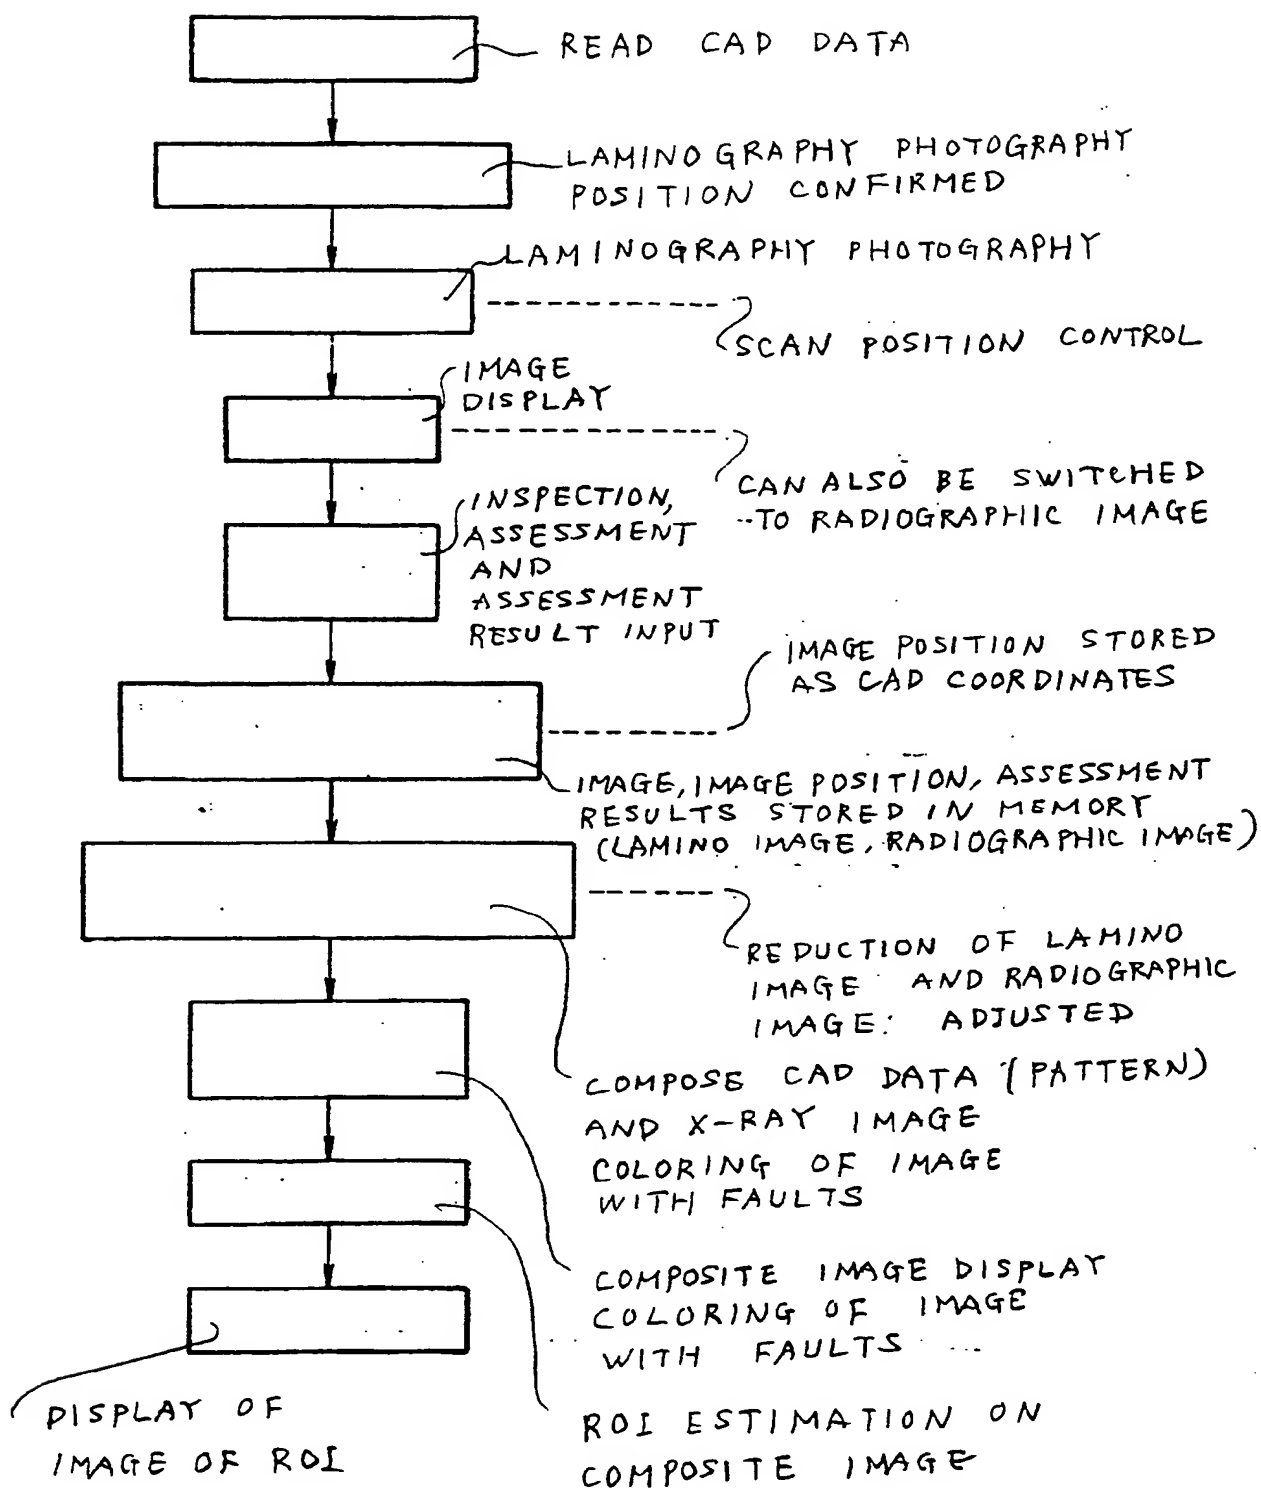 READ CAD DATA
LAMINOGRAPHY PHOTOGRAPHY
POSITION CONFIRMED
LAMINOGRAPHY PHOTOGRAPHY
SCAN POSITION CONTROL
IMAGE
DISPLAY
CAN ALSO BE SWITCHED
TO RADIOGRAPHIC IMAGE
INSPECTION,
ASSESSMENT
AND
ASSESSMENT
RESULT INPUT
IMAGE POSITION STORED
AS CAD COORDINATES
IMAGE, IMAGE POSITION, ASSESSMENT
RESULTS STORED IN MEMORY
(LAMINO IMAGE, RADIOGRAPHIC IMAGE)
REDUCTION OF LAMINO
IMAGE AND RADIOGRAPHIC
IMAGE: ADJUSTED
COMPOSE CAD DATA (PATTERN)
AND X-RAY IMAGE
COLORING OF IMAGE
WITH FAULTS
COMPOSITE IMAGE DISPLAY
COLORING OF IMAGE
WITH FAULTS
ROI ESTIMATION ON
COMPOSITE IMAGE
DISPLAY OF
IMAGE OF ROI